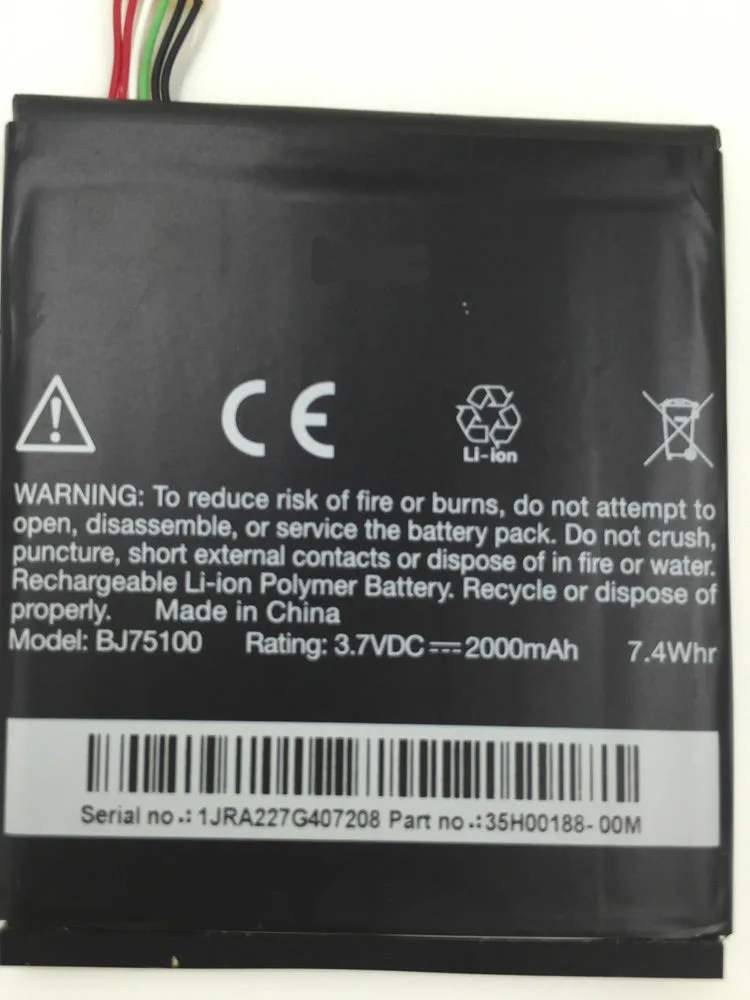 CE
Li-ion
WARNING: To reduce risk of fire or burns, do not attempt to
open, disassemble, or service the battery pack. Do not crush,
puncture, short external contacts or dispose of in fire or water.
Rechargeable Li-ion Polymer Battery. Recycle or dispose of
properly. Made in China
Model: BJ75100 Rating: 3.7VDC⎓2000mAh 7.4Whr
Serial no.: 1JRA227G407208 Part no.:35H00188-00M